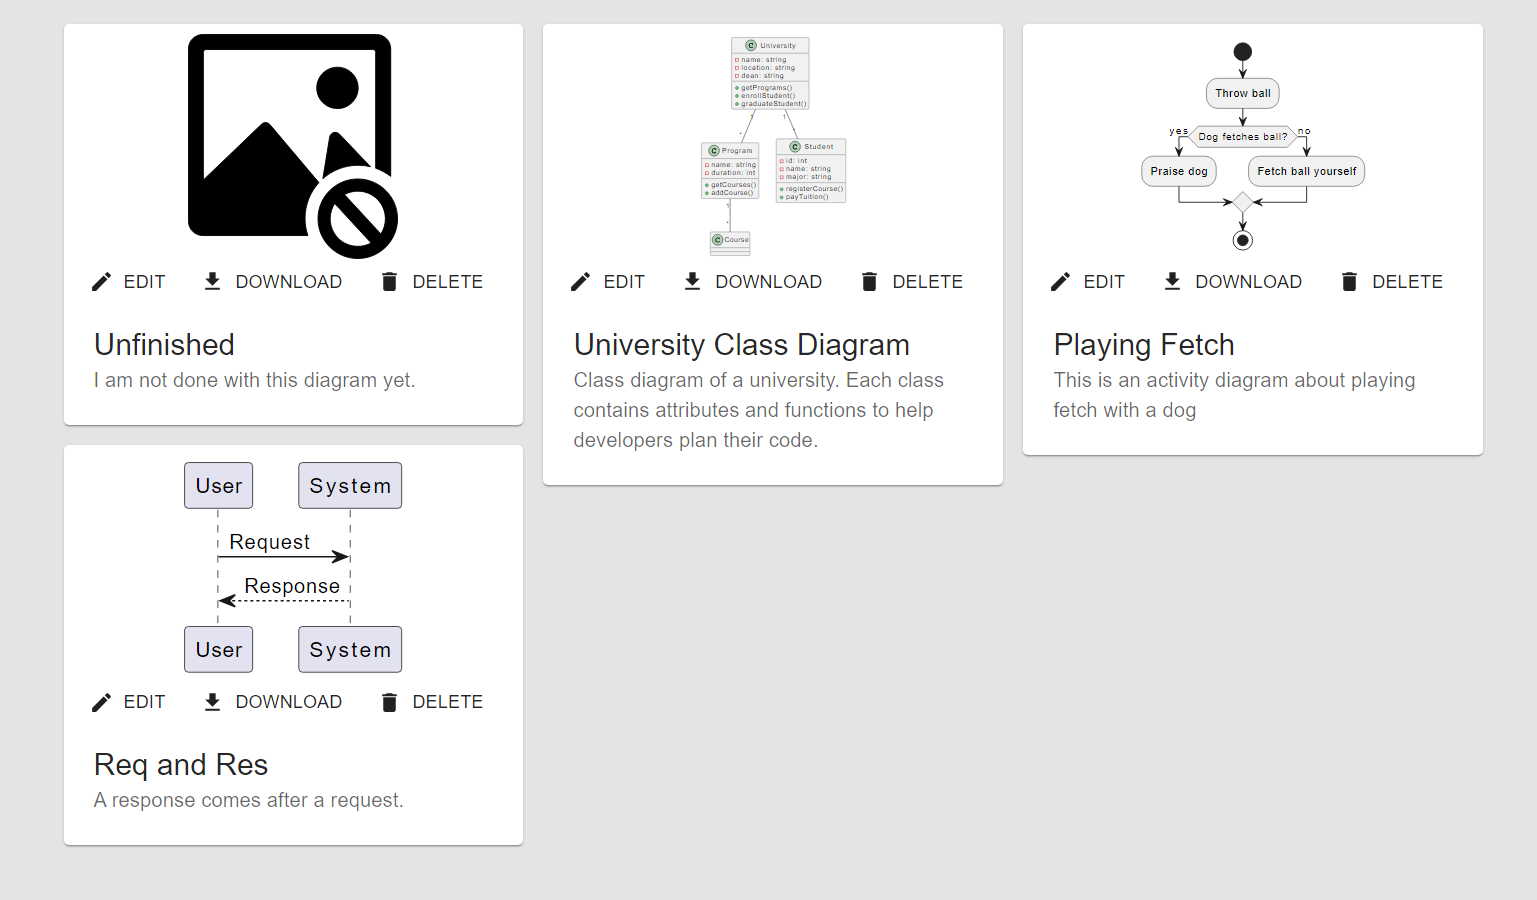 EDIT DOWNLOAD DELETE
Unfinished
I am not done with this diagram yet.
C University
name: string
location: string
dean: string
getPrograms()
enrollStudent()
graduateStudent()
1 1
* *
C Program
name: string
duration: int
getCourses()
addCourse()
C Student
id: int
name: string
major: string
registerCourse()
payTuition()
1
*
C Course
EDIT DOWNLOAD DELETE
University Class Diagram
Class diagram of a university. Each class
contains attributes and functions to help
developers plan their code.
Throw ball
yes Dog fetches ball? no
Praise dog Fetch ball yourself
EDIT DOWNLOAD DELETE
Playing Fetch
This is an activity diagram about playing
fetch with a dog
User System
Request
Response
User System
EDIT DOWNLOAD DELETE
Req and Res
A response comes after a request.